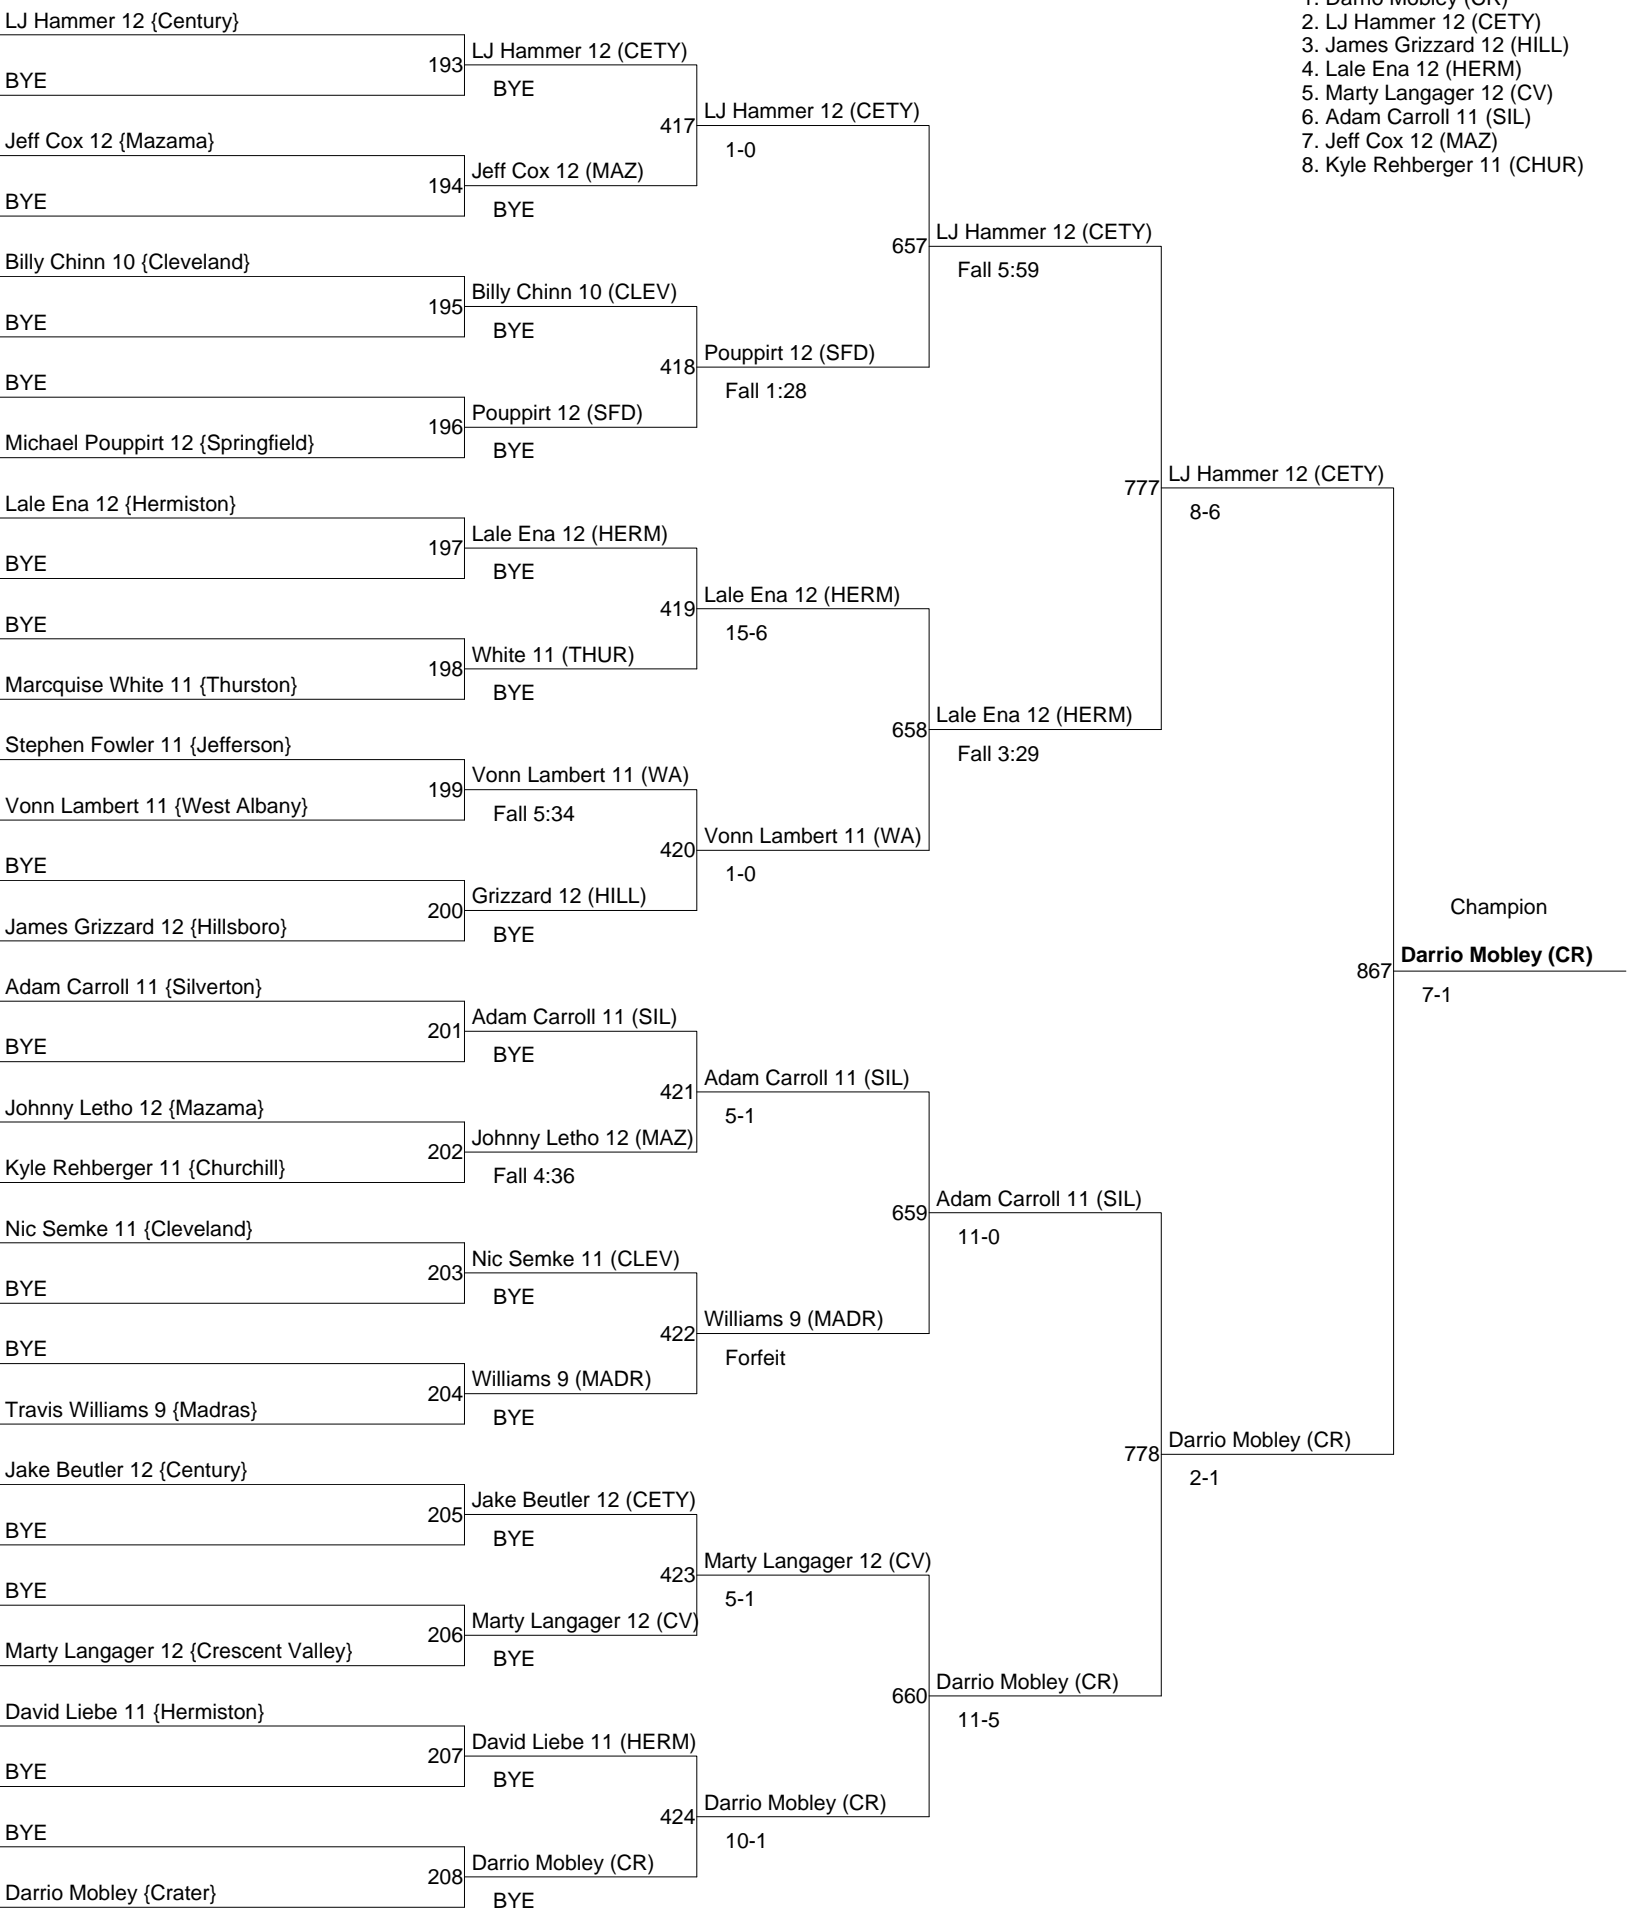 1. Darrio Mobley (CR)
2. LJ Hammer 12 (CETY)
3. James Grizzard 12 (HILL)
4. Lale Ena 12 (HERM)
5. Marty Langager 12 (CV)
6. Adam Carroll 11 (SIL)
7. Jeff Cox 12 (MAZ)
8. Kyle Rehberger 11 (CHUR)
LJ Hammer 12 {Century}
BYE
Jeff Cox 12 {Mazama}
BYE
Billy Chinn 10 {Cleveland}
BYE
BYE
Michael Pouppirt 12 {Springfield}
Lale Ena 12 {Hermiston}
BYE
BYE
Marcquise White 11 {Thurston}
Stephen Fowler 11 {Jefferson}
Vonn Lambert 11 {West Albany}
BYE
James Grizzard 12 {Hillsboro}
Adam Carroll 11 {Silverton}
BYE
Johnny Letho 12 {Mazama}
Kyle Rehberger 11 {Churchill}
Nic Semke 11 {Cleveland}
BYE
BYE
Travis Williams 9 {Madras}
Jake Beutler 12 {Century}
BYE
BYE
Marty Langager 12 {Crescent Valley}
David Liebe 11 {Hermiston}
BYE
BYE
Darrio Mobley {Crater}
193 LJ Hammer 12 (CETY)
BYE
194 Jeff Cox 12 (MAZ)
BYE
195 Billy Chinn 10 (CLEV)
BYE
196 Pouppirt 12 (SFD)
BYE
197 Lale Ena 12 (HERM)
BYE
198 White 11 (THUR)
BYE
199 Vonn Lambert 11 (WA)
Fall 5:34
200 Grizzard 12 (HILL)
BYE
201 Adam Carroll 11 (SIL)
BYE
202 Johnny Letho 12 (MAZ)
Fall 4:36
203 Nic Semke 11 (CLEV)
BYE
204 Williams 9 (MADR)
BYE
205 Jake Beutler 12 (CETY)
BYE
206 Marty Langager 12 (CV)
BYE
207 David Liebe 11 (HERM)
BYE
208 Darrio Mobley (CR)
BYE
417 LJ Hammer 12 (CETY)
1-0
418 Pouppirt 12 (SFD)
Fall 1:28
419 Lale Ena 12 (HERM)
15-6
420 Vonn Lambert 11 (WA)
1-0
421 Adam Carroll 11 (SIL)
5-1
422 Williams 9 (MADR)
Forfeit
423 Marty Langager 12 (CV)
5-1
424 Darrio Mobley (CR)
10-1
657 LJ Hammer 12 (CETY)
Fall 5:59
658 Lale Ena 12 (HERM)
Fall 3:29
659 Adam Carroll 11 (SIL)
11-0
660 Darrio Mobley (CR)
11-5
777 LJ Hammer 12 (CETY)
8-6
778 Darrio Mobley (CR)
2-1
Champion
867 Darrio Mobley (CR)
7-1